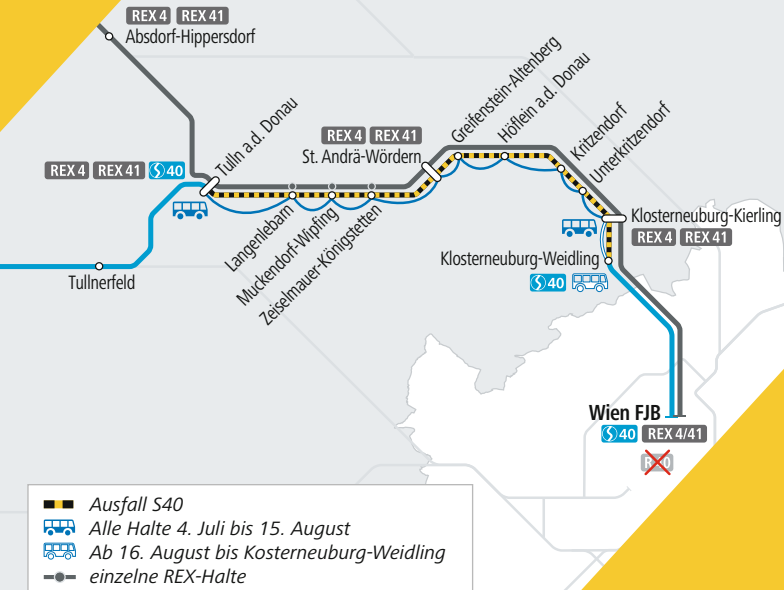 REX 4 REX 41
Absdorf-Hippersdorf
Tulln a.d. Donau
REX 4 REX 41 S 40
REX 4 REX 41
St. Andrä-Wördern
Greifenstein-Altenberg
Höflein a.d. Donau
Kritzendorf
Unterkritzendorf
Langenlebarn
Muckendorf-Wipfing
Zeiselmauer-Königstetten
Klosterneuburg-Kierling
REX 4 REX 41
Klosterneuburg-Weidling
S 40
Tullnerfeld
Wien FJB
S 40 REX 4/41
Ausfall S40
Alle Halte 4. Juli bis 15. August
Ab 16. August bis Kosterneuburg-Weidling
einzelne REX-Halte